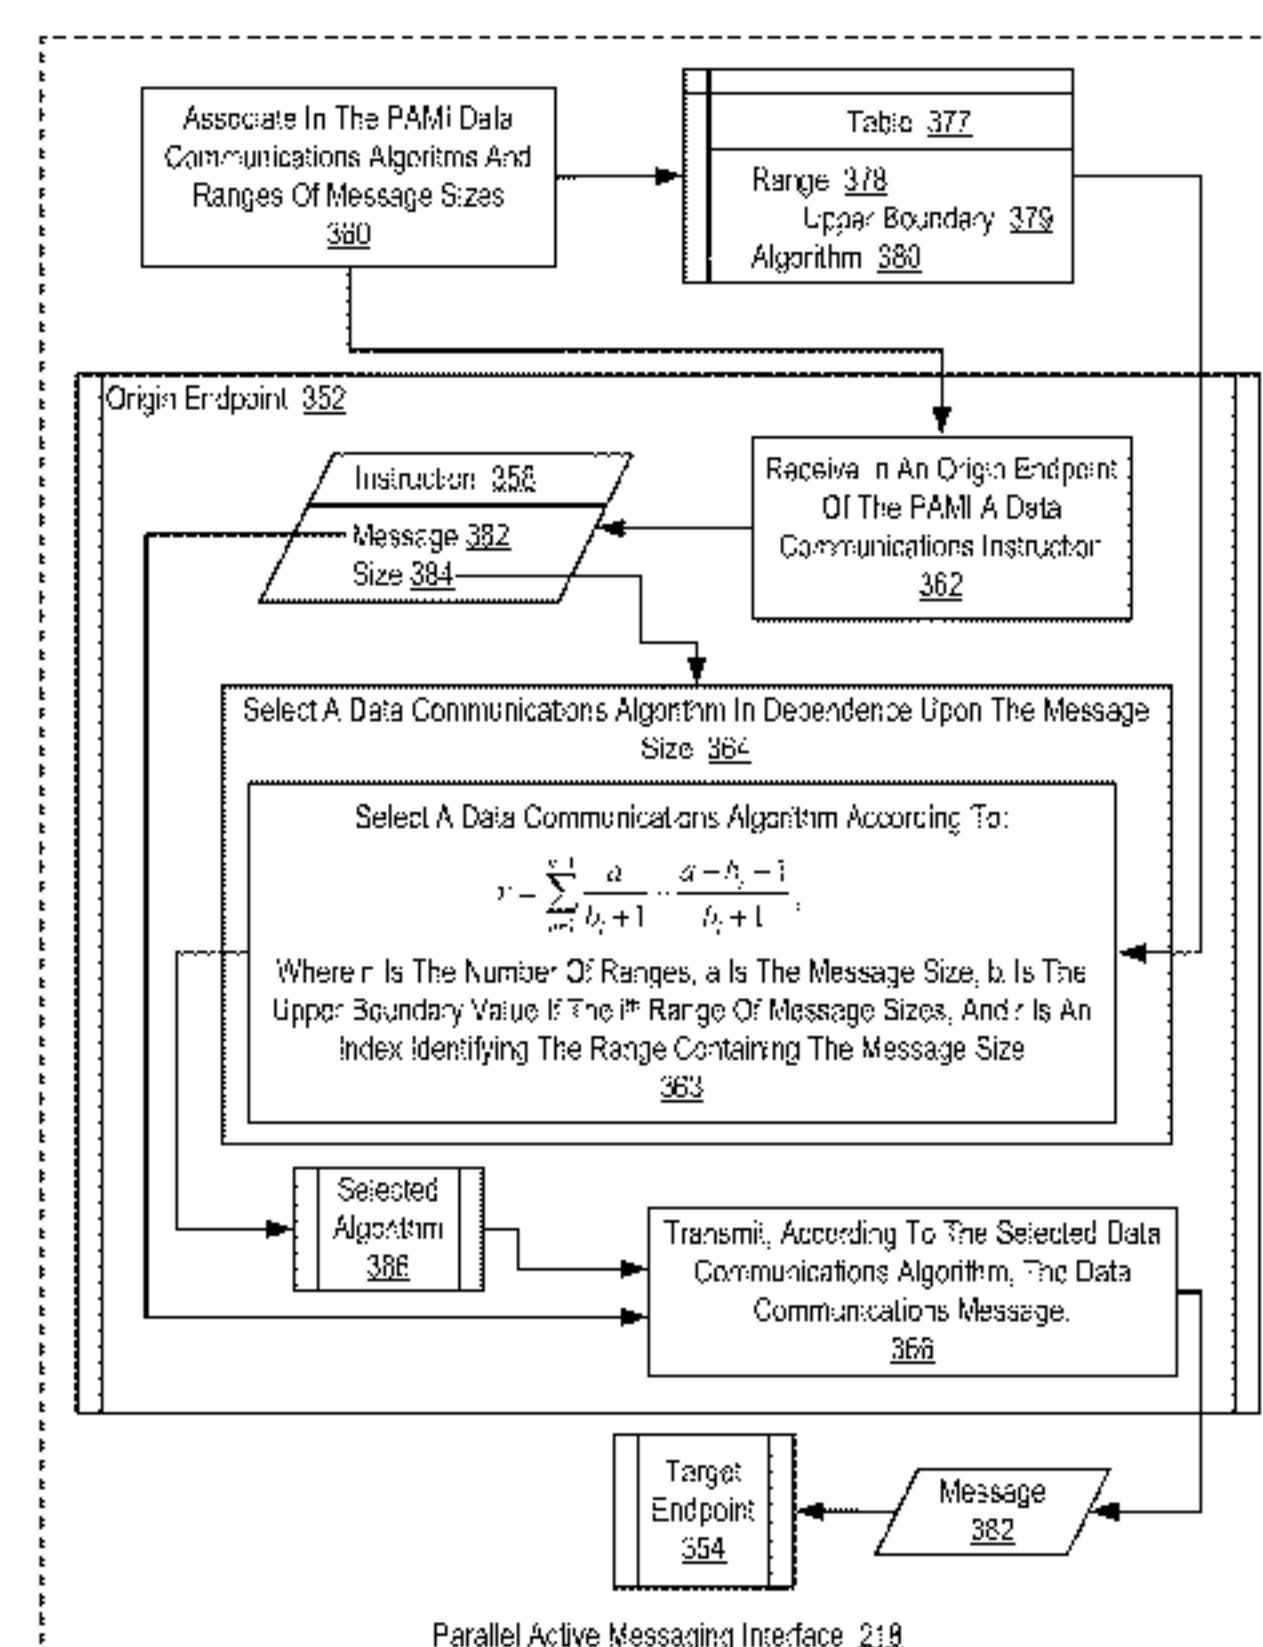 Associate In The PAMI Data
Communications Algoritms And
Ranges Of Message Sizes
360
Table 377
Range 378
Upper Boundary 379
Algorithm 380
Origin Endpoint 352
Instruction 358
Message 382
Size 384
Receive In An Origin Endpoint
Of The PAMI A Data
Communications Instruction
362
Select A Data Communications Algorithm In Dependence Upon The Message
Size 364
Select A Data Communications Algorithm According To:
Where n Is The Number Of Ranges, a Is The Message Size, bᵢ Is The
Upper Boundary Value If The iᵗʰ Range Of Message Sizes, And r Is An
Index Identifying The Range Containing The Message Size
363
Selected
Algorithm
386
Transmit, According To The Selected Data
Communications Algorithm, The Data
Communications Message.
366
Target
Endpoint
354
Message
382
Parallel Active Messaging Interface 218